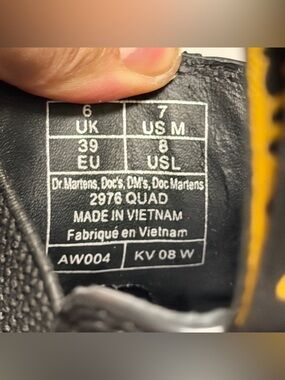 6 7
UK US M
39 8
EU USL
Dr.Martens, Doc's, DM's, Doc Martens
2976 QUAD
MADE IN VIETNAM
Fabriqué en Vietnam
AW004 KV 08 W